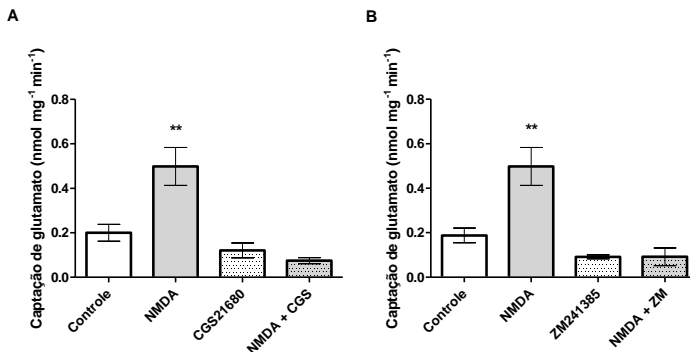 A
Captação de glutamato (nmol mg⁻¹ min⁻¹)
0.8
0.6
0.4
0.2
0.0
**
Controle
NMDA
CGS21680
NMDA + CGS
B
Captação de glutamato (nmol mg⁻¹ min⁻¹)
0.8
0.6
0.4
0.2
0.0
**
Controle
NMDA
ZM241385
NMDA + ZM